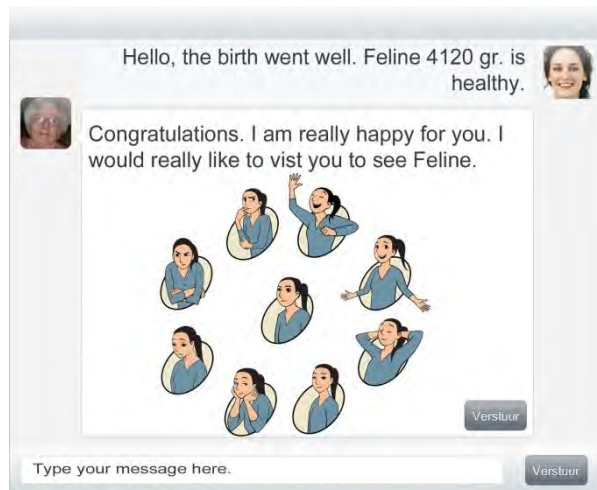 Hello, the birth went well. Feline 4120 gr. is
healthy.
Congratulations. I am really happy for you. I
would really like to vist you to see Feline.
Verstuur
Type your message here.
Verstuur